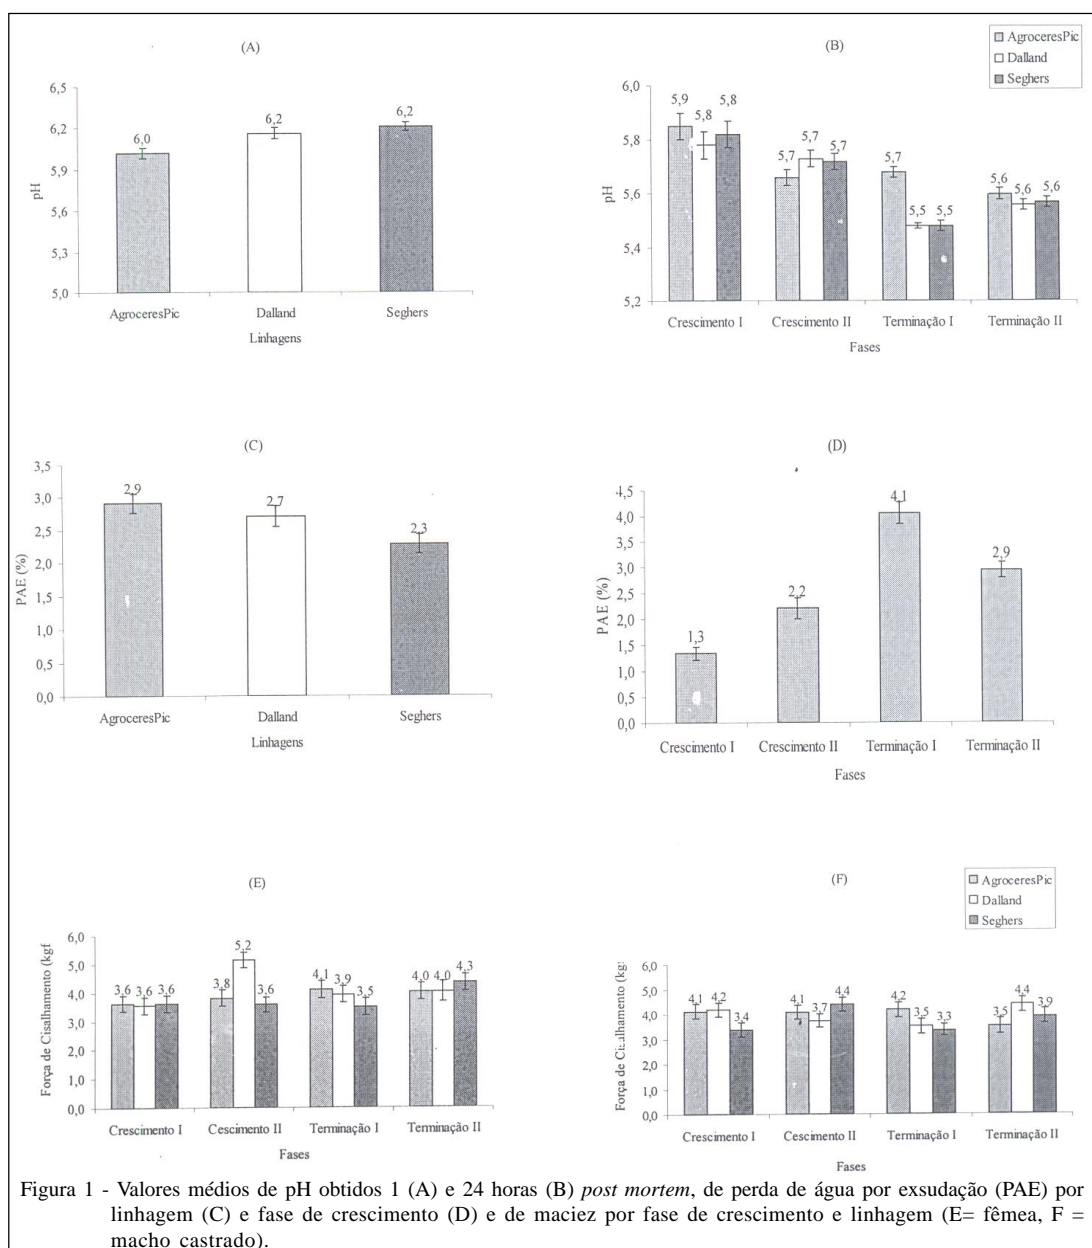 (A)
pH
6,5
6,2
5,9
5,6
5,3
5,0
6,0
6,2
6,2
AgroceresPic
Dalland
Seghers
Linhagens
(B)
AgroceresPic
Dalland
Seghers
pH
6,0
5,8
5,6
5,4
5,2
5,9
5,8
5,8
5,7
5,7
5,7
5,7
5,5
5,5
5,6
5,6
5,6
Crescimento I
Crescimento II
Terminação I
Terminação II
Fases
(C)
PAE (%)
3,5
3,0
2,5
2,0
1,5
1,0
0,5
0,0
2,9
2,7
2,3
AgroceresPic
Dalland
Seghers
Linhagens
(D)
PAE (%)
4,5
4,0
3,5
3,0
2,5
2,0
1,5
1,0
0,5
0,0
1,3
2,2
4,1
2,9
Crescimento I
Crescimento II
Terminação I
Terminação II
Fases
(E)
Força de Cisalhamento (kgf
6,0
5,0
4,0
3,0
2,0
1,0
0,0
3,6
3,6
3,6
3,8
5,2
3,6
4,1
3,9
3,5
4,0
4,0
4,3
Crescimento I
Cescimento II
Terminação I
Terminação II
Fases
(F)
AgroceresPic
Dalland
Seghers
Força de Cisalhamento (kg
6,0
5,0
4,0
3,0
2,0
1,0
0,0
4,1
4,2
3,4
4,1
3,7
4,4
4,2
3,5
3,3
3,5
4,4
3,9
Crescimento I
Cescimento II
Terminação I
Terminação II
Fases
Figura 1 - Valores médios de pH obtidos 1 (A) e 24 horas (B) post mortem, de perda de água por exsudação (PAE) por
linhagem (C) e fase de crescimento (D) e de maciez por fase de crescimento e linhagem (E= fêmea, F =
macho castrado).